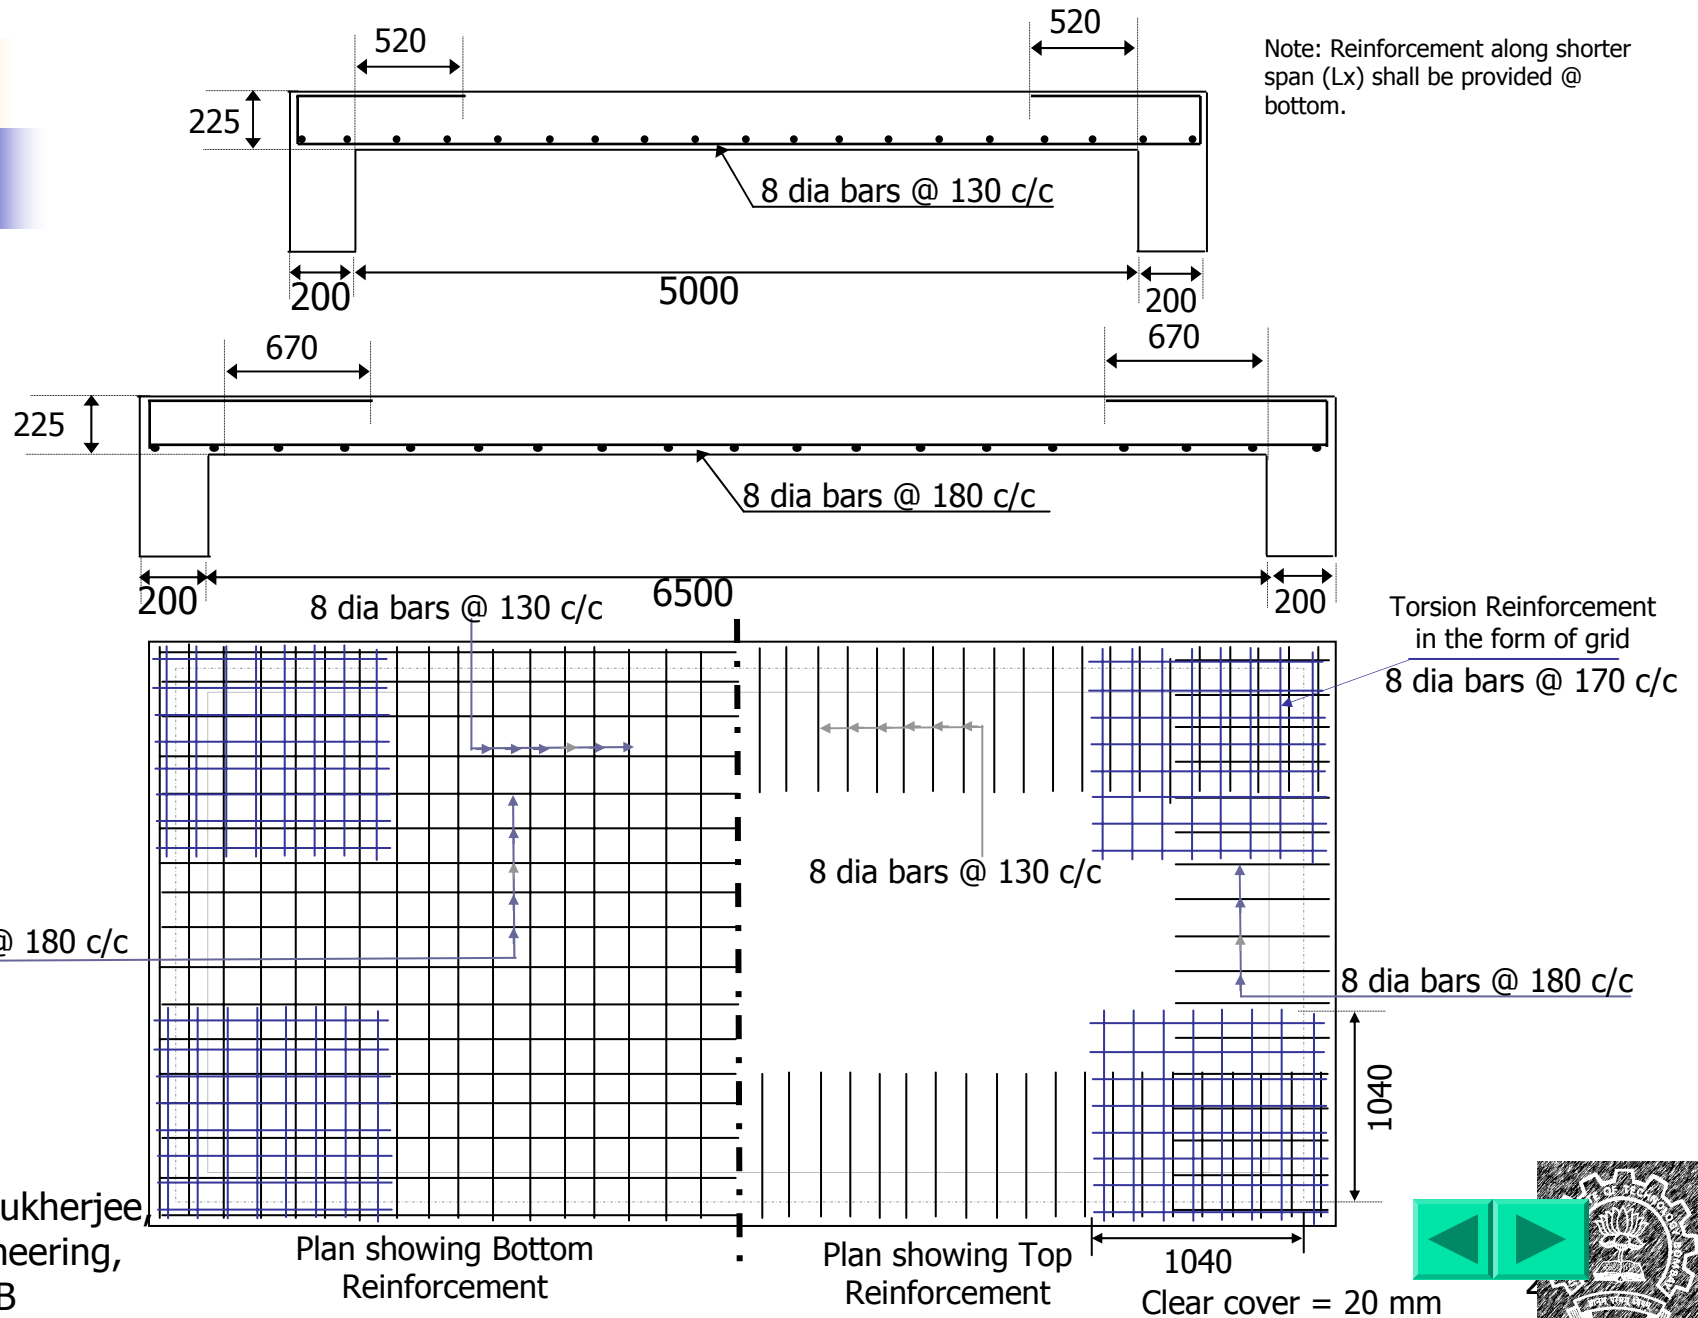 520
520
Note: Reinforcement along shorter
span (Lx) shall be provided @
bottom.
225
8 dia bars @ 130 c/c
200
5000
200
670
670
225
8 dia bars @ 180 c/c
200
6500
200
8 dia bars @ 130 c/c
Torsion Reinforcement
in the form of grid
8 dia bars @ 170 c/c
8 dia bars @ 130 c/c
@ 180 c/c
8 dia bars @ 180 c/c
1040
ukherjee,
neering,
B
Plan showing Bottom
Reinforcement
Plan showing Top
Reinforcement
1040
Clear cover = 20 mm